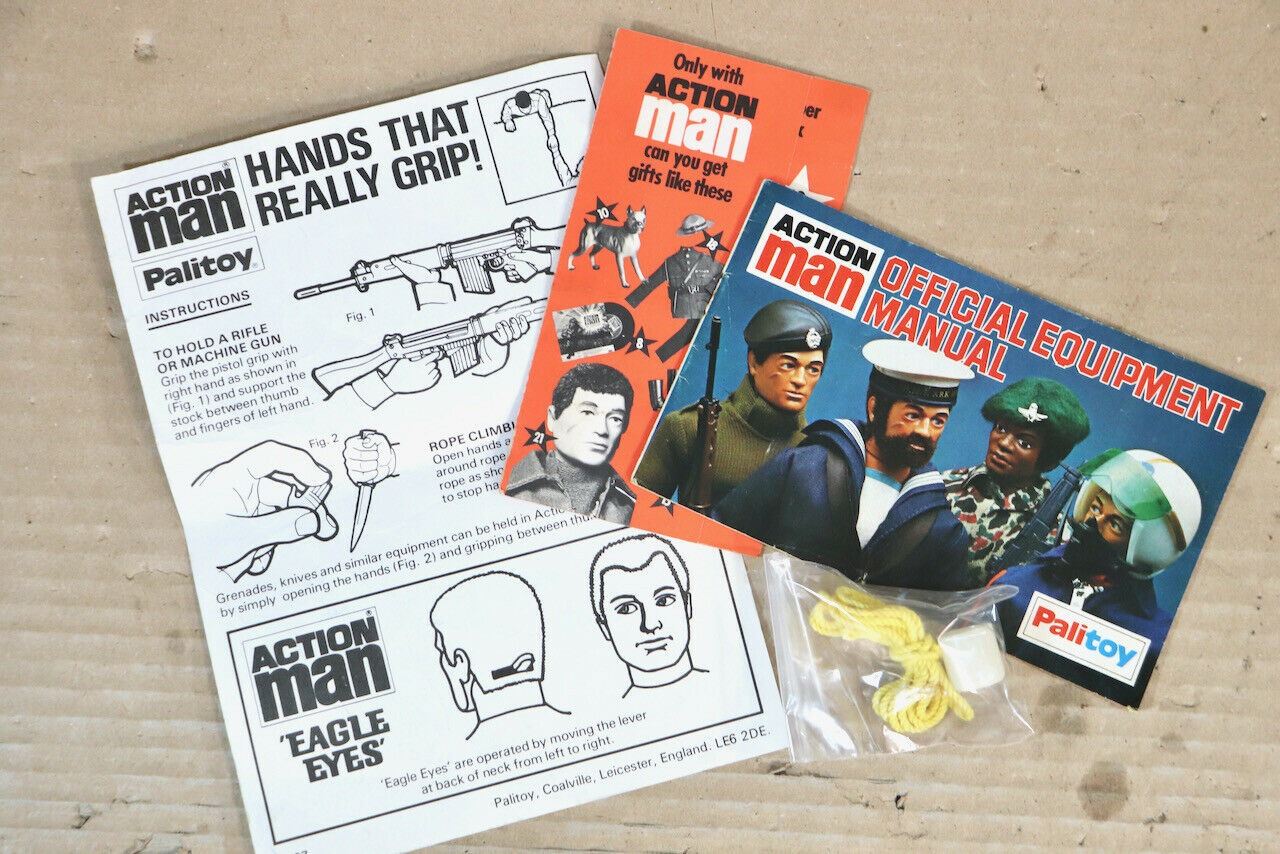 ACTION®
man
HANDS THAT
REALLY GRIP!
Palitoy®
INSTRUCTIONS
TO HOLD A RIFLE
OR MACHINE GUN
Grip the pistol grip with
right hand as shown in
(Fig. 1) and support the
stock between thumb
and fingers of left hand.
Fig. 1
Fig. 2
ROPE CLIMBI
Open hands a
around rope
rope as sho
to stop ha
Grenades, knives and similar equipment can be held in Actio
by simply opening the hands (Fig. 2) and gripping between thu
ACTION®
man
'EAGLE
EYES'
'Eagle Eyes' are operated by moving the lever
at back of neck from left to right.
Palitoy, Coalville, Leicester, England. LE6 2DE.
Only with
ACTION
man
can you get
gifts like these
10
13
8
21
ACTION
man
OFFICIAL EQUIPMENT
MANUAL
ARK
Palitoy